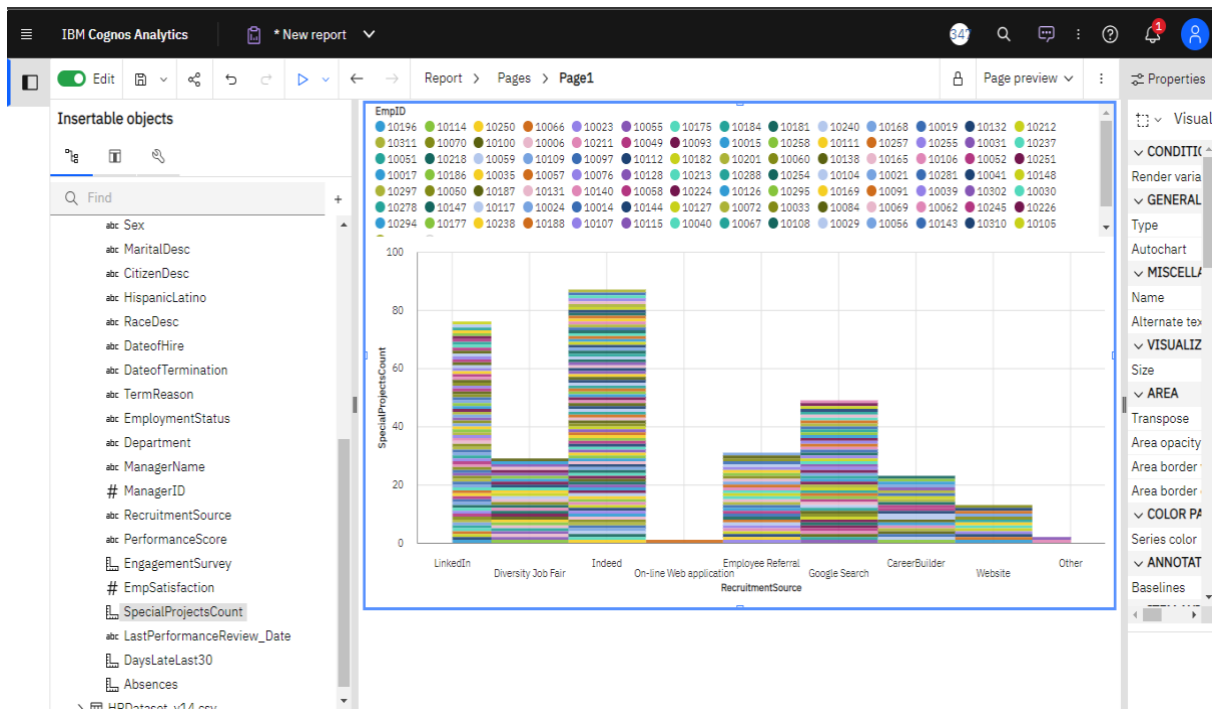 IBM Cognos Analytics
* New report
347
1
Edit
Report > Pages > Page1
Page preview
Properties
Insertable objects
Find
abc Sex
abc MaritalDesc
abc CitizenDesc
abc HispanicLatino
abc RaceDesc
abc DateofHire
abc DateofTermination
abc TermReason
abc EmploymentStatus
abc Department
abc ManagerName
# ManagerID
abc RecruitmentSource
abc PerformanceScore
EngagementSurvey
# EmpSatisfaction
SpecialProjectsCount
abc LastPerformanceReview_Date
DaysLateLast30
Absences
HRDataset_v14.csv
EmpID
10196 10114 10250 10066 10023 10055 10175 10184 10181 10240 10168 10019 10132 10212
10311 10070 10100 10006 10211 10049 10093 10015 10258 10111 10257 10255 10031 10237
10051 10218 10059 10109 10097 10112 10182 10201 10060 10138 10165 10106 10052 10251
10017 10186 10035 10057 10076 10128 10213 10288 10254 10104 10021 10281 10041 10148
10297 10050 10187 10131 10140 10058 10224 10126 10295 10169 10091 10039 10302 10030
10278 10147 10117 10024 10014 10144 10127 10072 10033 10084 10069 10062 10245 10226
10294 10177 10238 10188 10107 10115 10040 10067 10108 10029 10056 10143 10310 10105
100
80
60
40
20
0
SpecialProjectsCount
LinkedIn
Diversity Job Fair
Indeed
On-line Web application
Employee Referral
Google Search
CareerBuilder
Website
Other
RecruitmentSource
Visual
CONDITIO
Render varia
GENERAL
Type
Autochart
MISCELLA
Name
Alternate tex
VISUALIZ
Size
AREA
Transpose
Area opacity
Area border
Area border
COLOR PA
Series color
ANNOTAT
Baselines